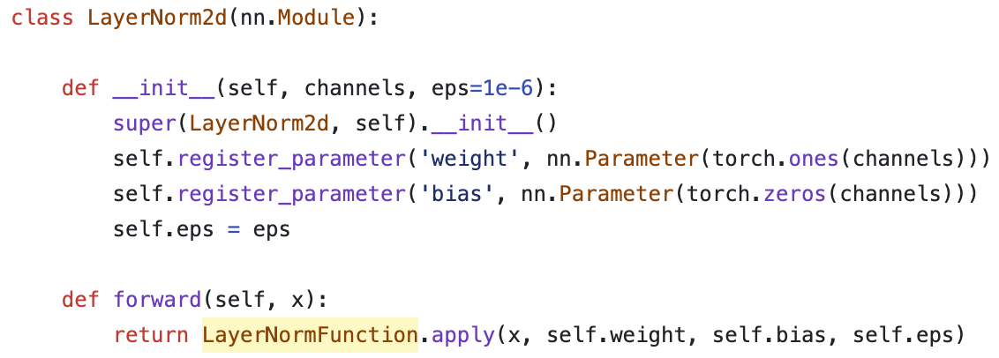 class LayerNorm2d(nn.Module):
def __init__(self, channels, eps=1e-6):
super(LayerNorm2d, self).__init__()
self.register_parameter('weight', nn.Parameter(torch.ones(channels)))
self.register_parameter('bias', nn.Parameter(torch.zeros(channels)))
self.eps = eps
def forward(self, x):
return LayerNormFunction.apply(x, self.weight, self.bias, self.eps)